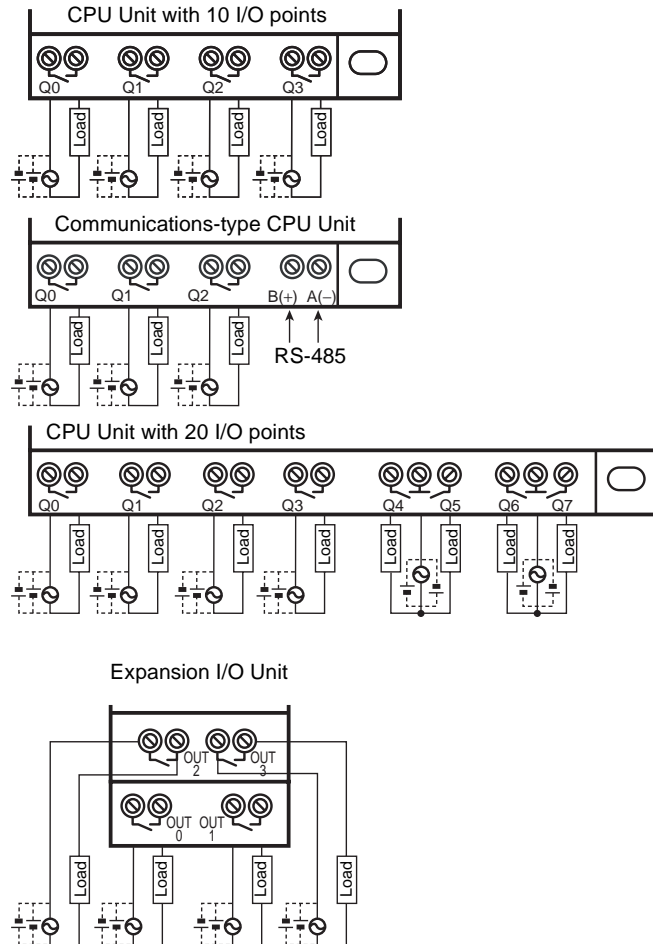 CPU Unit with 10 I/O points
Q0 Q1 Q2 Q3
Load Load Load Load
Communications-type CPU Unit
Q0 Q1 Q2 B(+) A(−)
Load Load Load
RS-485
CPU Unit with 20 I/O points
Q0 Q1 Q2 Q3 Q4 Q5 Q6 Q7
Load Load Load Load Load Load Load Load
Expansion I/O Unit
OUT OUT
2 3
OUT OUT
0 1
Load Load Load Load